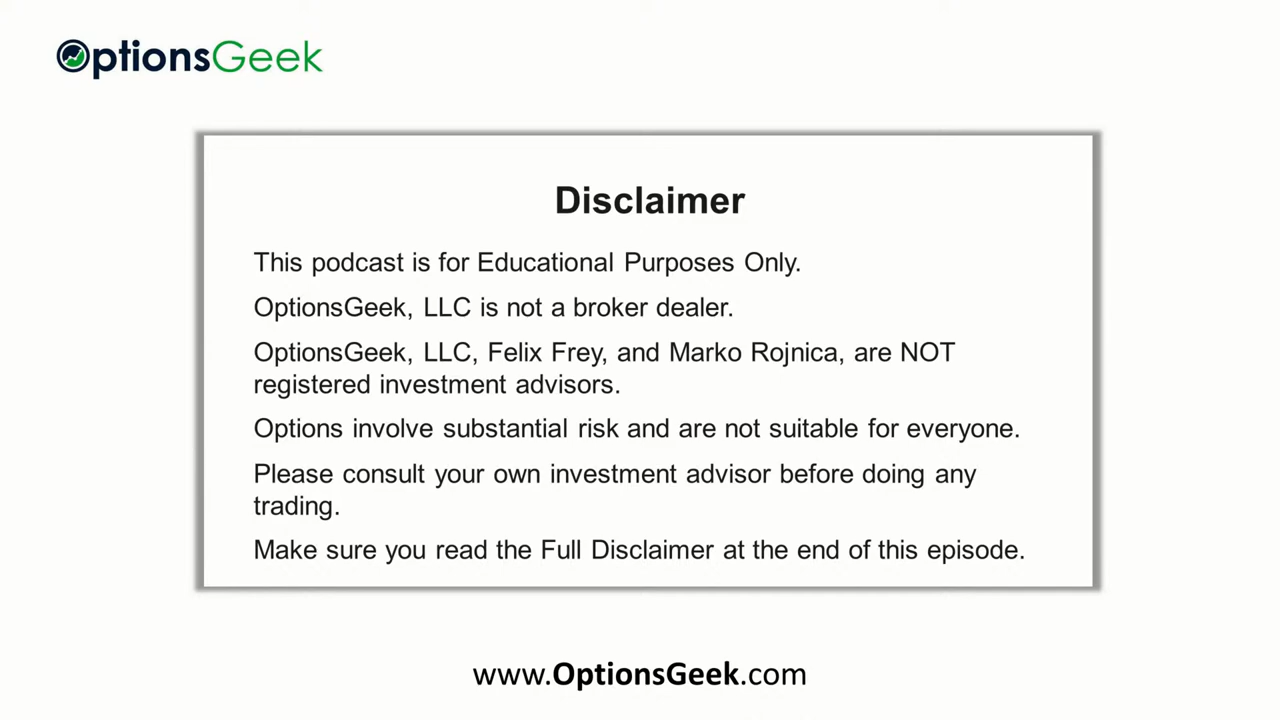 OptionsGeek
Disclaimer
This podcast is for Educational Purposes Only.
OptionsGeek, LLC is not a broker dealer.
OptionsGeek, LLC, Felix Frey, and Marko Rojnica, are NOT
registered investment advisors.
Options involve substantial risk and are not suitable for everyone.
Please consult your own investment advisor before doing any
trading.
Make sure you read the Full Disclaimer at the end of this episode.
www.OptionsGeek.com